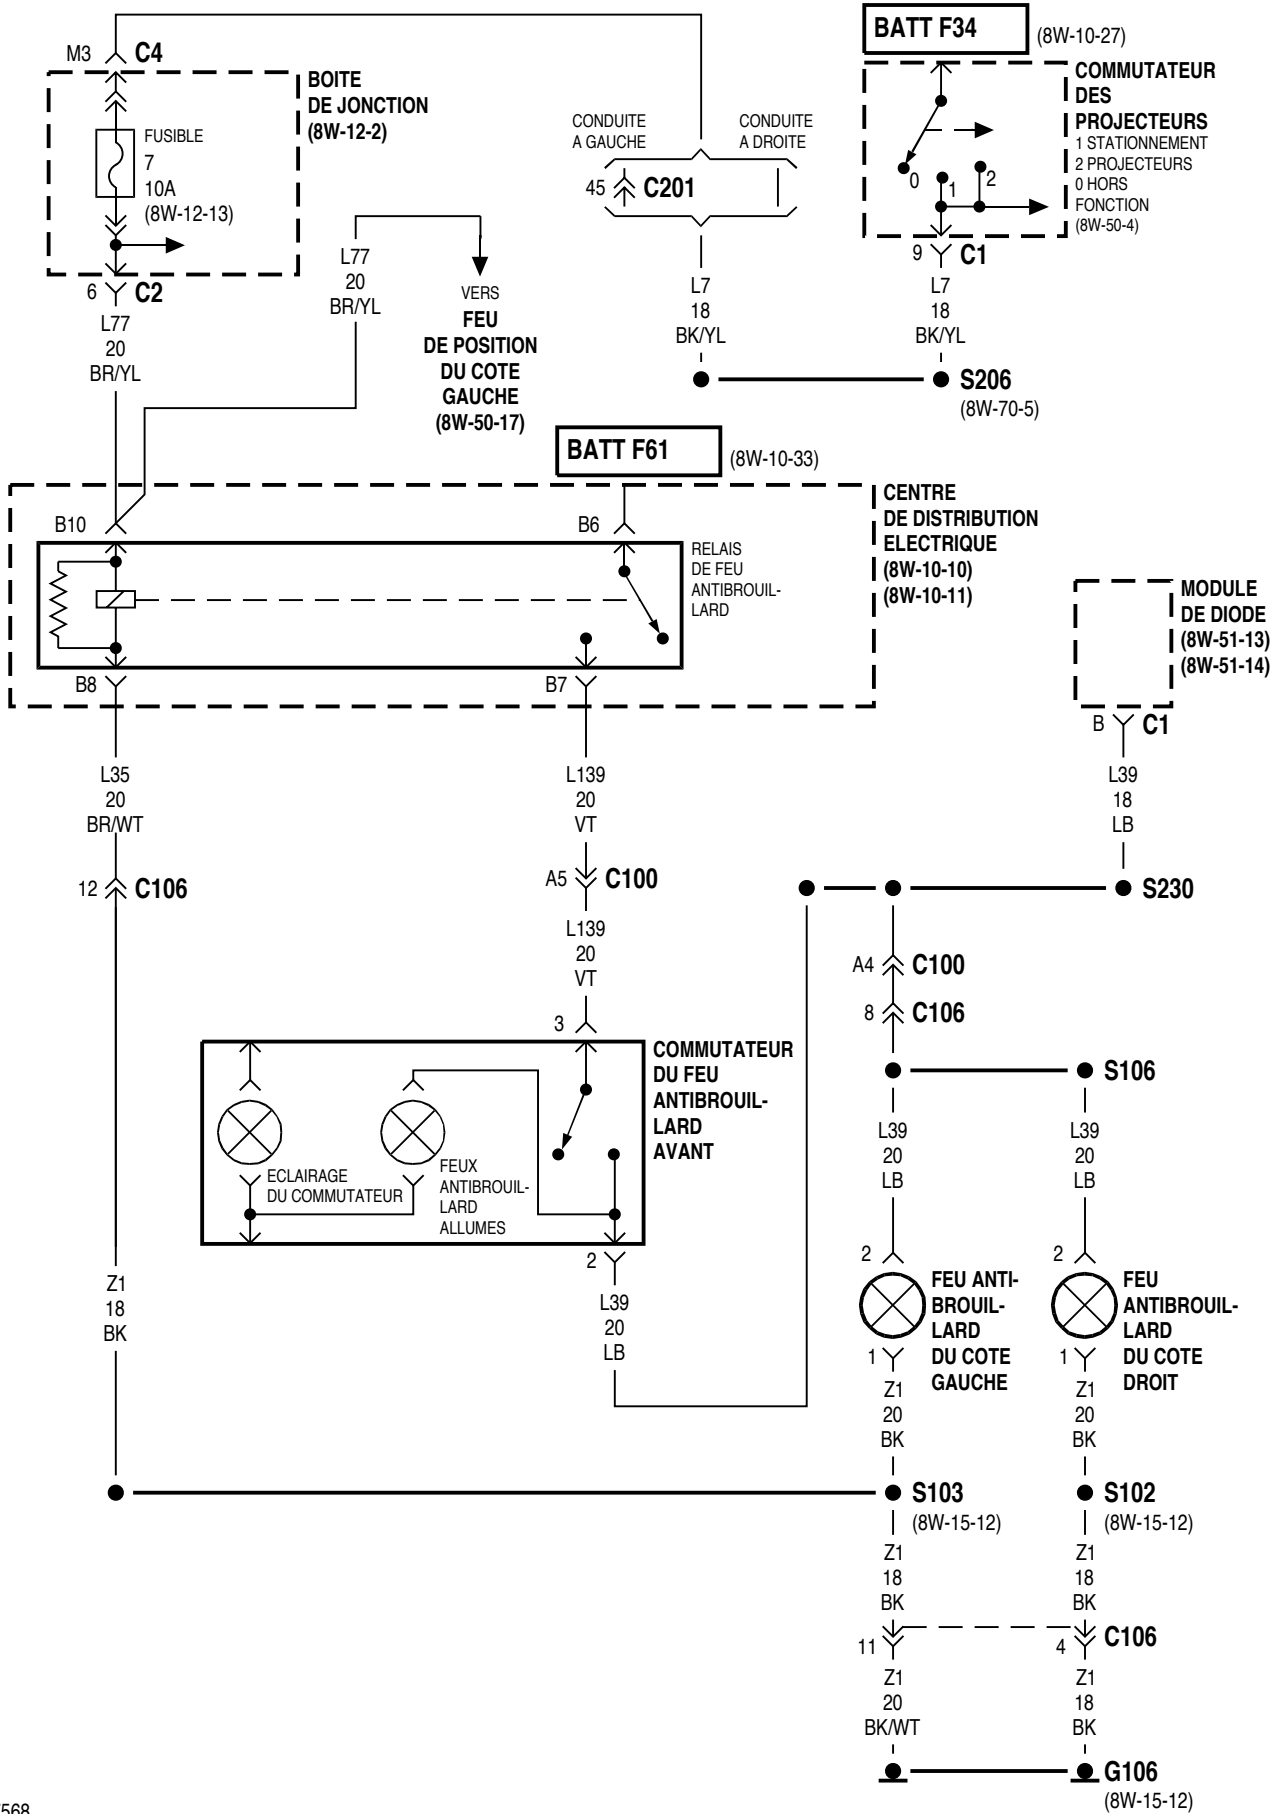 M3
C4
BOITE
DE JONCTION
(8W-12-2)
FUSIBLE
7
10A
(8W-12-13)
6
C2
L77
20
BR/YL
L77
20
BR/YL
VERS
FEU
DE POSITION
DU COTE
GAUCHE
(8W-50-17)
CONDUITE
A GAUCHE
CONDUITE
A DROITE
45
C201
L7
18
BK/YL
BATT F34
(8W-10-27)
COMMUTATEUR
DES
PROJECTEURS
1 STATIONNEMENT
2 PROJECTEURS
0 HORS
FONCTION
(8W-50-4)
0
1
2
9
C1
L7
18
BK/YL
S206
(8W-70-5)
BATT F61
(8W-10-33)
CENTRE
DE DISTRIBUTION
ELECTRIQUE
(8W-10-10)
(8W-10-11)
B10
B6
RELAIS
DE FEU
ANTIBROUIL-
LARD
B8
B7
MODULE
DE DIODE
(8W-51-13)
(8W-51-14)
B
C1
L39
18
LB
L35
20
BR/WT
12
C106
L139
20
VT
A5
C100
L139
20
VT
3
S230
A4
C100
8
C106
S106
COMMUTATEUR
DU FEU
ANTIBROUIL-
LARD
AVANT
ECLAIRAGE
DU COMMUTATEUR
FEUX
ANTIBROUIL-
LARD
ALLUMES
2
L39
20
LB
L39
20
LB
L39
20
LB
2
FEU ANTI-
BROUIL-
LARD
DU COTE
GAUCHE
1
2
FEU
ANTIBROUIL-
LARD
DU COTE
DROIT
1
Z1
18
BK
Z1
20
BK
Z1
20
BK
S103
(8W-15-12)
S102
(8W-15-12)
Z1
18
BK
Z1
18
BK
11
4
C106
Z1
20
BK/WT
Z1
18
BK
G106
(8W-15-12)